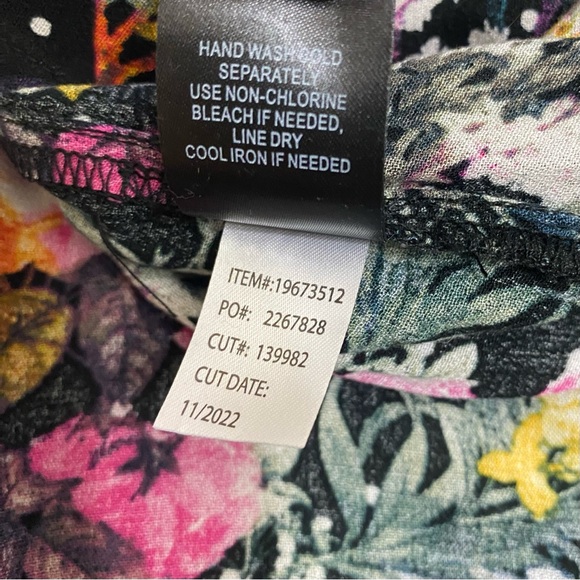 HAND WASH COLD
SEPARATELY
USE NON-CHLORINE
BLEACH IF NEEDED,
LINE DRY
COOL IRON IF NEEDED
ITEM#:19673512
PO#: 2267828
CUT#: 139982
CUT DATE:
11/2022